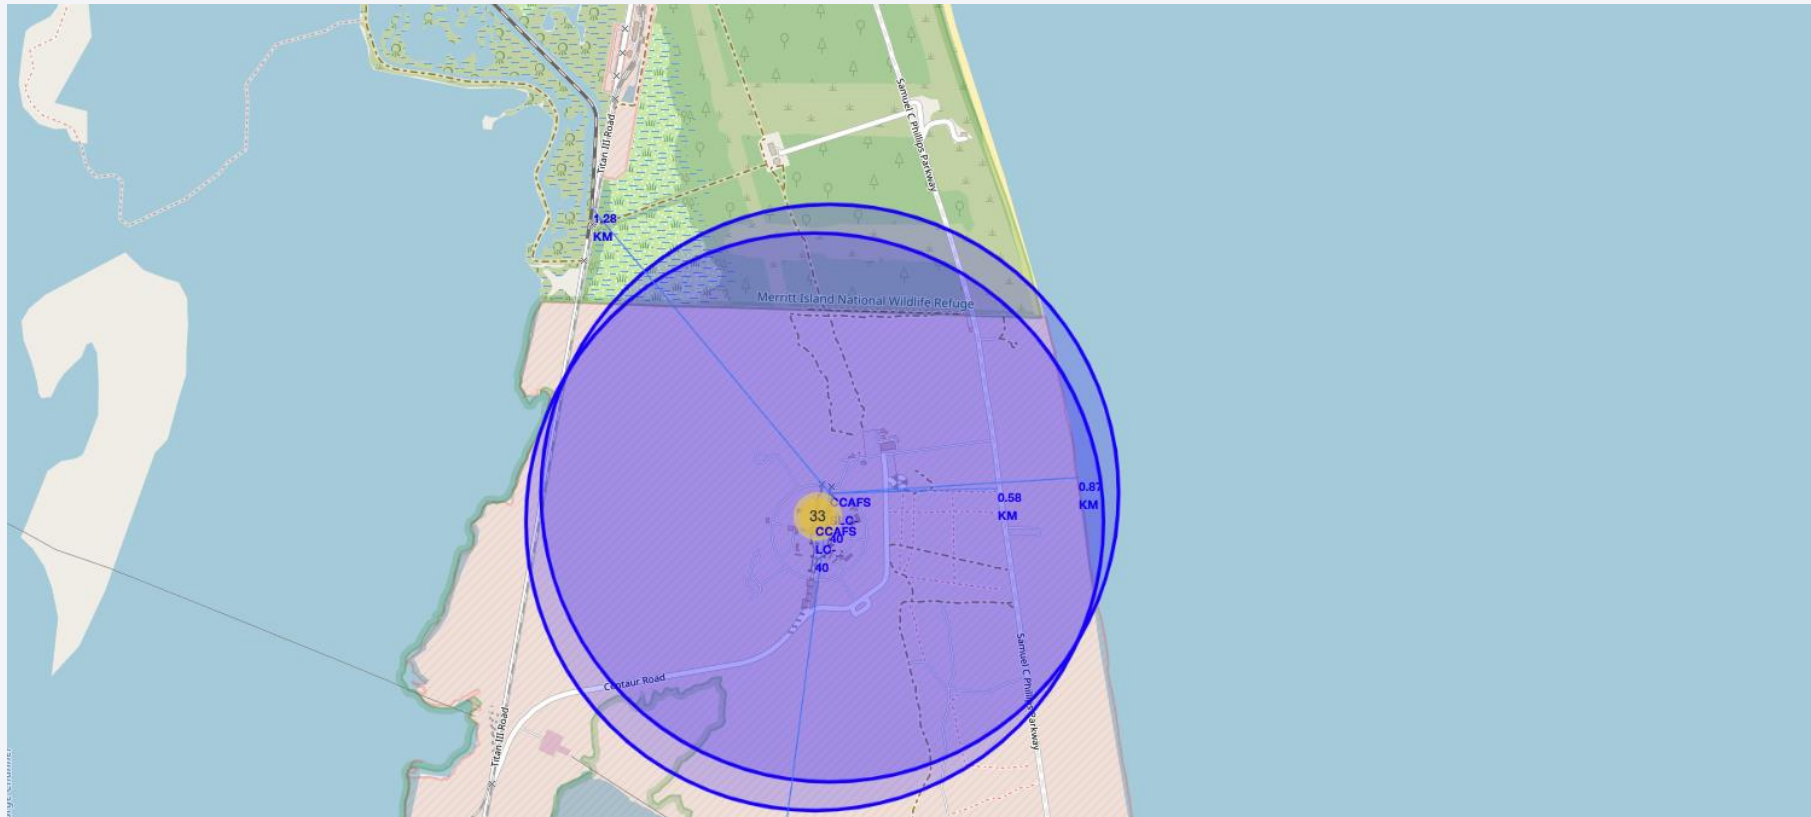 Samuel C Phillips Parkway
Titan III Road
1.28
KM
Merritt Island National Wildlife Refuge
0.87
KM
0.58
KM
CCAFS
SLC-
40
33
CCAFS
LC-
40
Centaur Road
Samuel C Phillips Parkway
Titan III Road